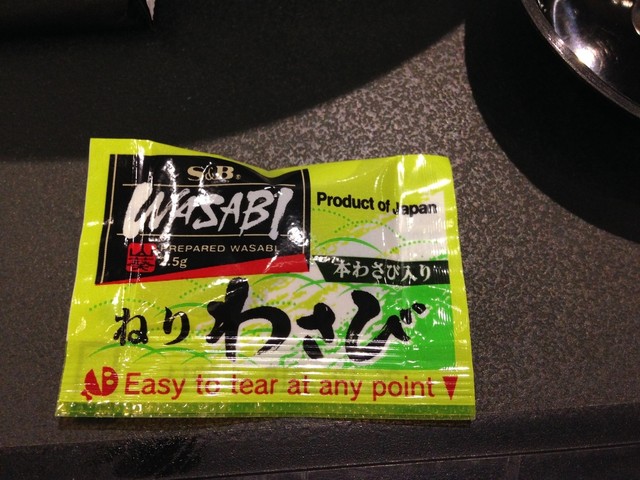 S&B®
WASABI
PREPARED WASABI
2.5g
Product of Japan
本わさび入り
ねりわさび
Easy to tear at any point